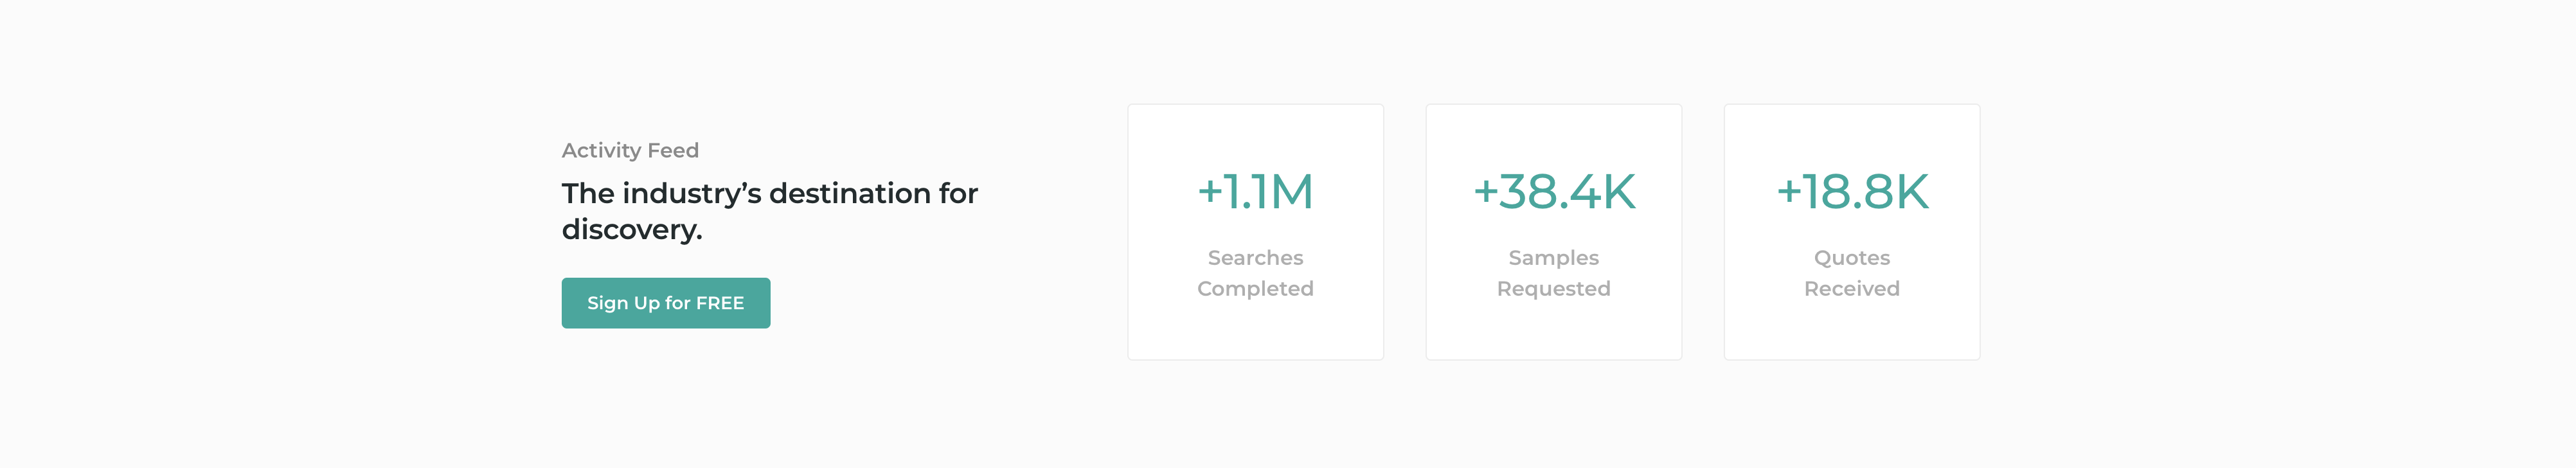 Activity Feed
The industry’s destination for
discovery.
Sign Up for FREE
+1.1M
Searches
Completed
+38.4K
Samples
Requested
+18.8K
Quotes
Received